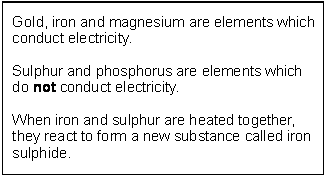 Gold, iron and magnesium are elements which
conduct electricity.
Sulphur and phosphorus are elements which
do not conduct electricity.
When iron and sulphur are heated together,
they react to form a new substance called iron
sulphide.